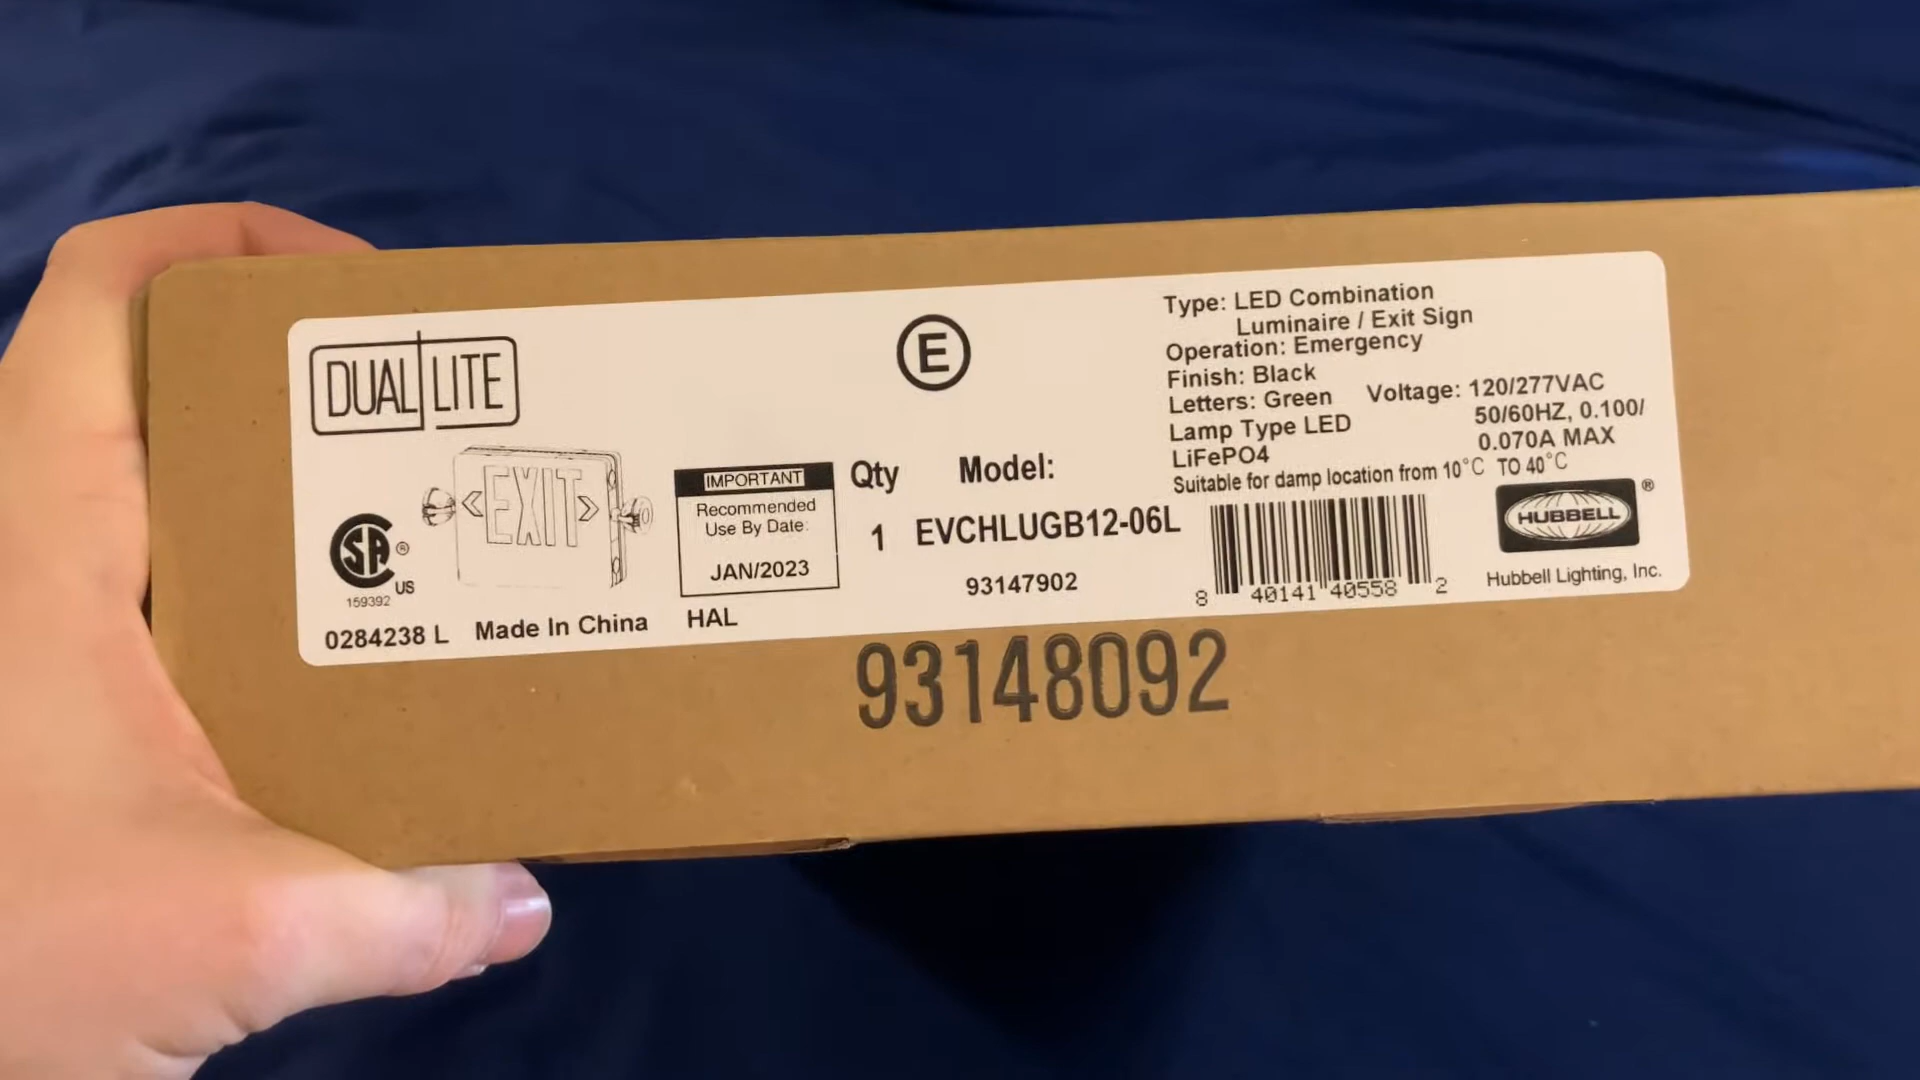 DUAL LITE
E
Type: LED Combination
Luminaire / Exit Sign
Operation: Emergency
Finish: Black
Letters: Green
Lamp Type LED
LiFePO4
Voltage: 120/277VAC
50/60HZ, 0.100/
0.070A MAX
Suitable for damp location from 10°C TO 40°C
EXIT
IMPORTANT
Recommended
Use By Date:
JAN/2023
Qty Model:
1 EVCHLUGB12-06L
93147902
SA ® US
159392
8 40141 40558 2
HUBBELL ®
Hubbell Lighting, Inc.
0284238 L Made In China HAL
93148092